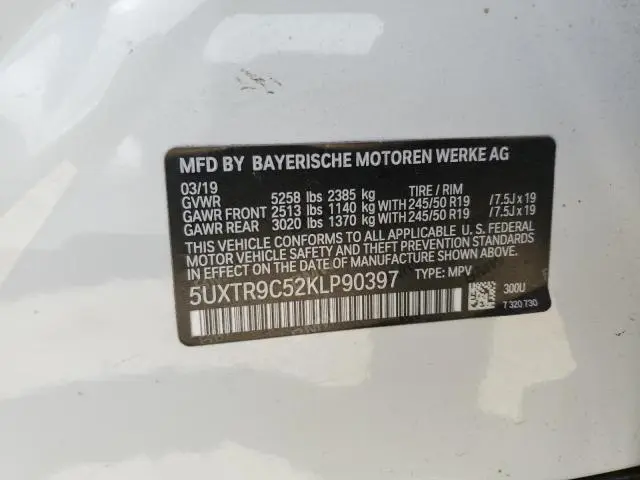 MFD BY BAYERISCHE MOTOREN WERKE AG
03/19 TIRE / RIM
GVWR 5258 lbs 2385 kg
GAWR FRONT 2513 lbs 1140 kg WITH 245/50 R19 /7.5J x 19
GAWR REAR 3020 lbs 1370 kg WITH 245/50 R19 /7.5J x 19
THIS VEHICLE CONFORMS TO ALL APPLICABLE U. S. FEDERAL
MOTOR VEHICLE SAFETY AND THEFT PREVENTION STANDARDS
IN EFFECT ON THE DATE OF MANUFACTURE SHOWN ABOVE.
5UXTR9C52KLP90397 TYPE: MPV
300U
7 320 730